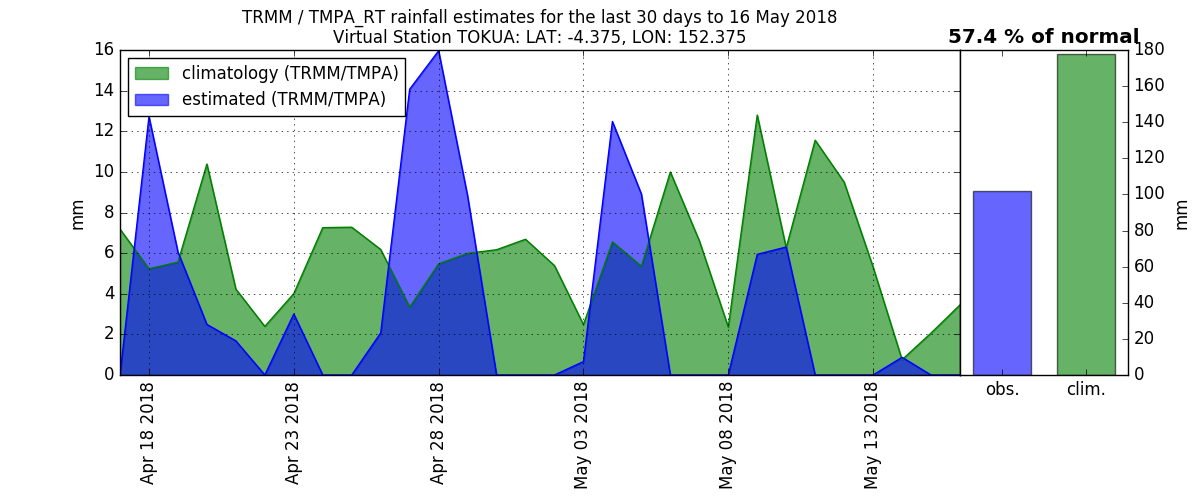 TRMM / TMPA_RT rainfall estimates for the last 30 days to 16 May 2018
Virtual Station TOKUA: LAT: -4.375, LON: 152.375
57.4 % of normal
climatology (TRMM/TMPA)
estimated (TRMM/TMPA)
mm
16
14
12
10
8
6
4
2
0
Apr 18 2018
Apr 23 2018
Apr 28 2018
May 03 2018
May 08 2018
May 13 2018
obs.
clim.
180
160
140
120
100
80
60
40
20
0
mm